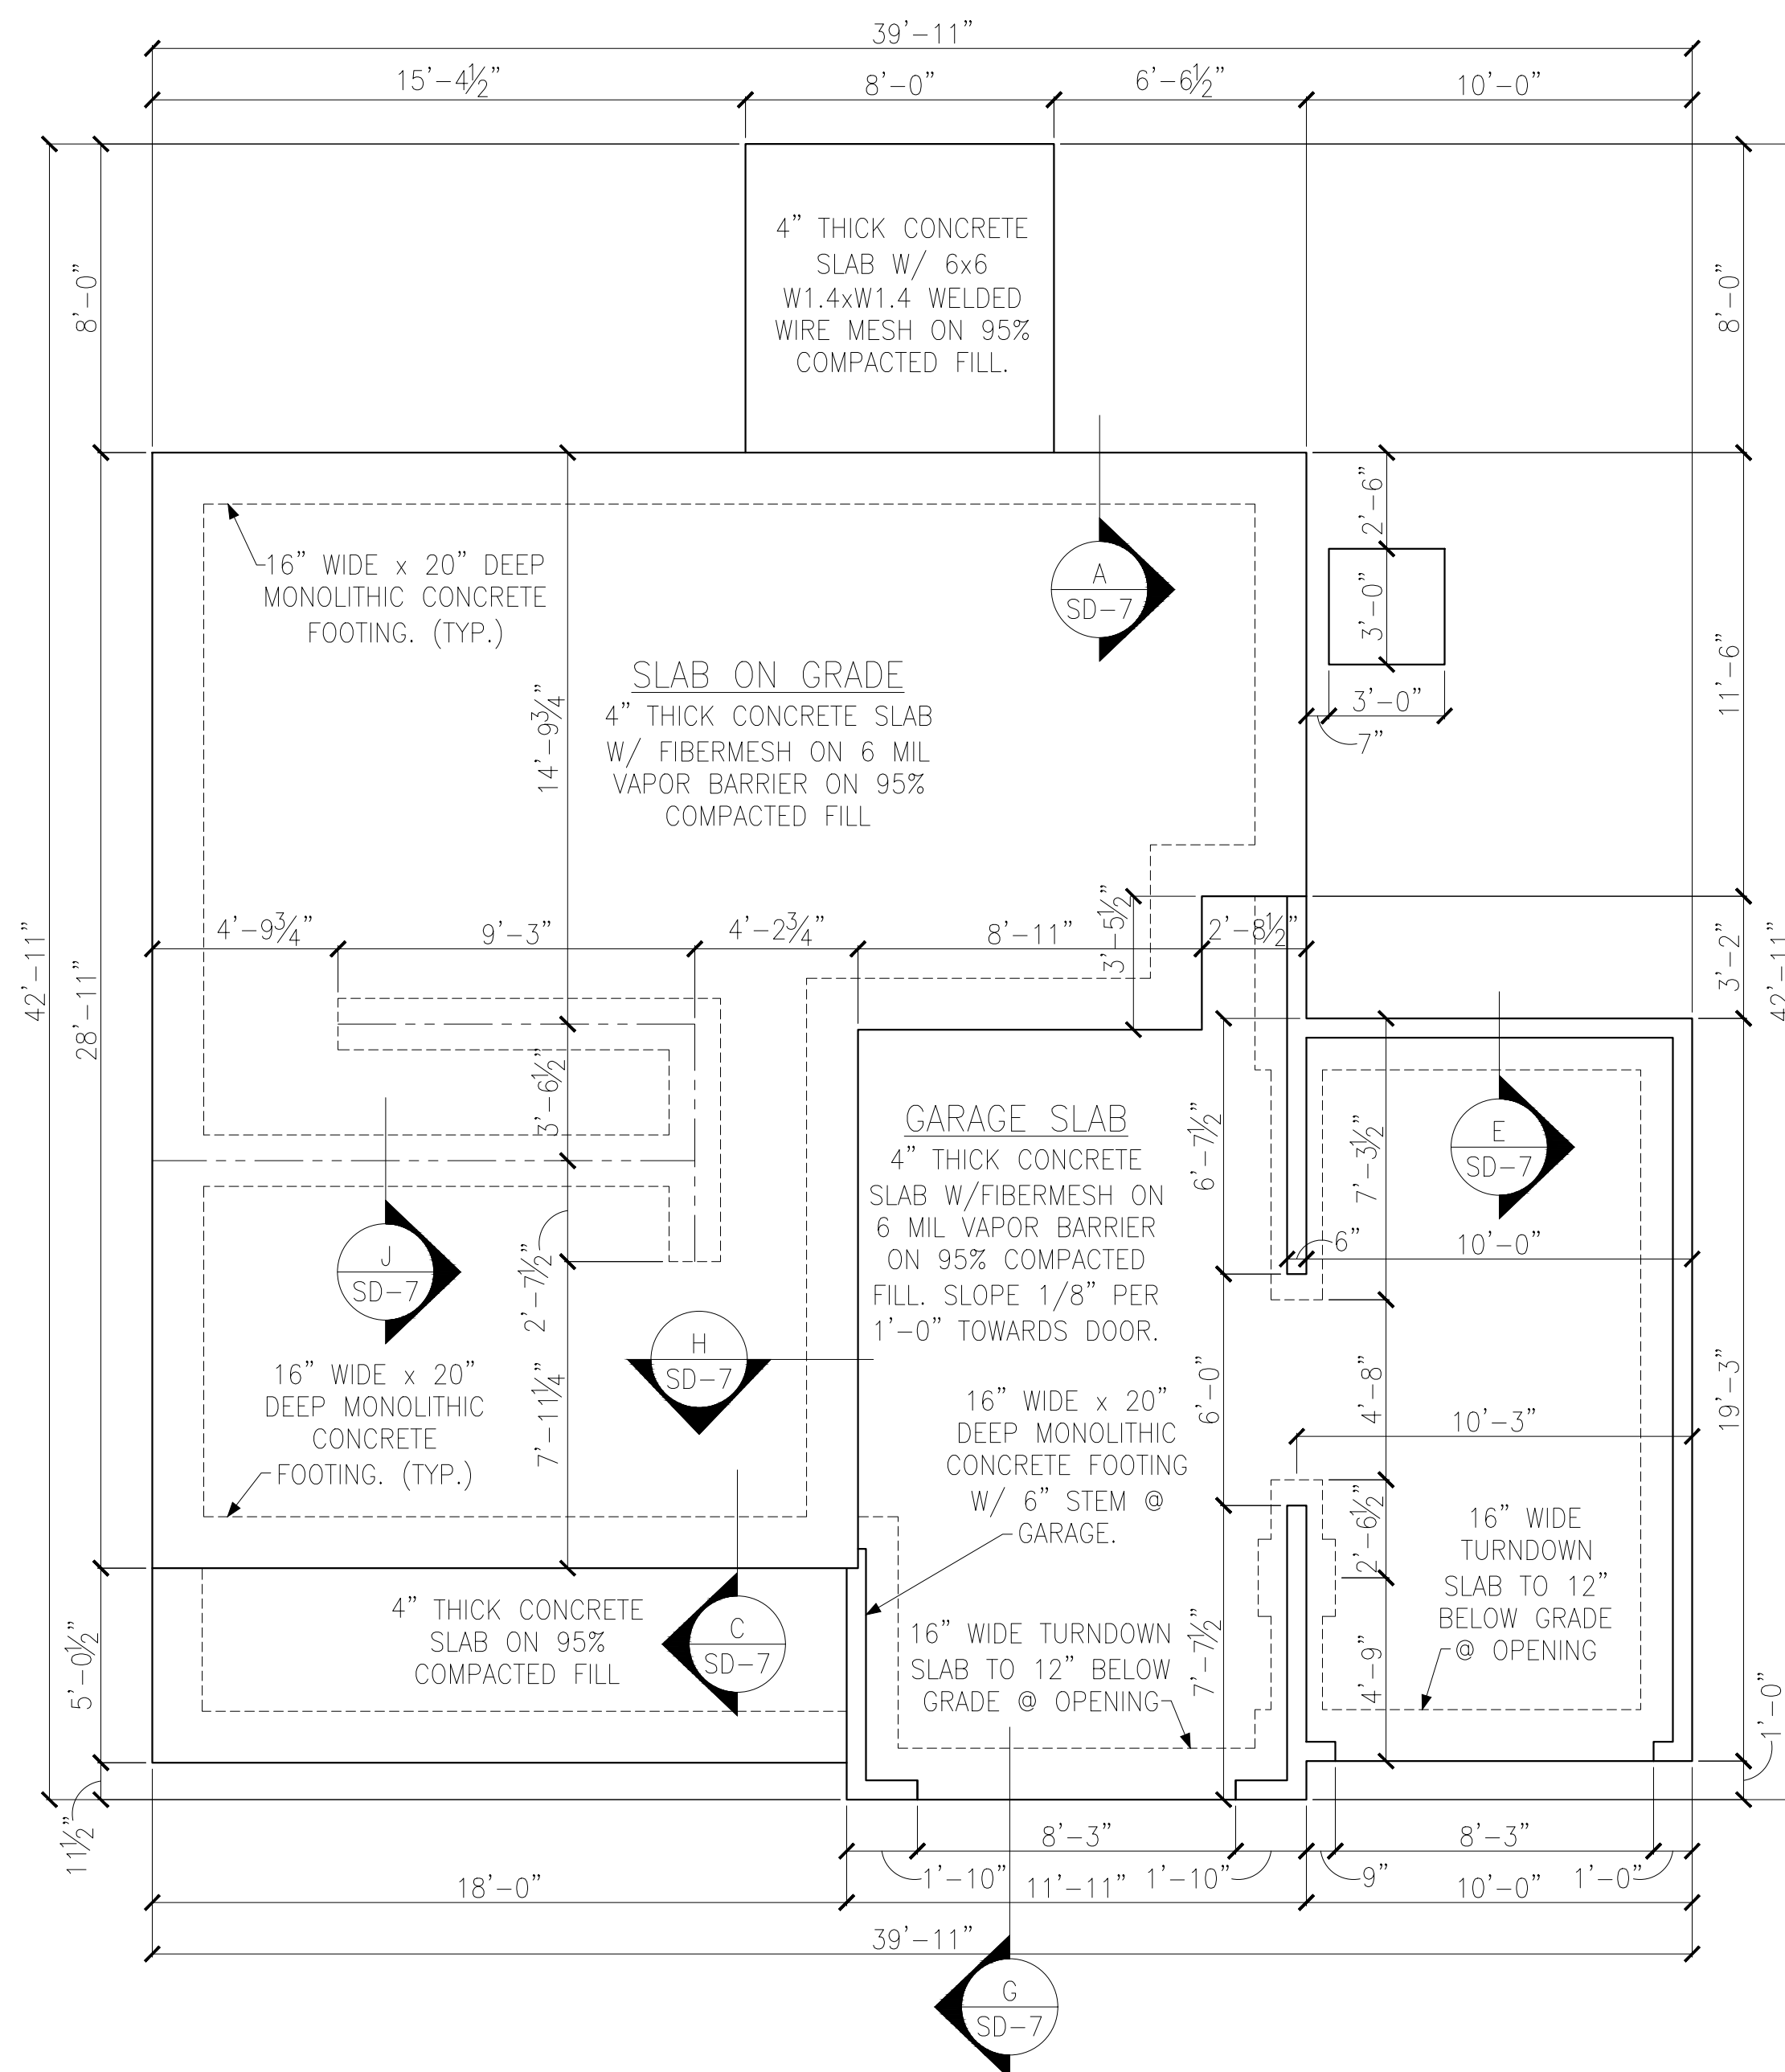 39'-11"
15'-4½"
8'-0"
6'-6½"
10'-0"
4" THICK CONCRETE
SLAB W/ 6x6
W1.4xW1.4 WELDED
WIRE MESH ON 95%
COMPACTED FILL.
8'-0"
8'-0"
2'-6"
3'-0"
3'-0"
7"
11'-6"
16" WIDE x 20" DEEP
MONOLITHIC CONCRETE
FOOTING. (TYP.)
A
SD-7
SLAB ON GRADE
4" THICK CONCRETE SLAB
W/ FIBERMESH ON 6 MIL
VAPOR BARRIER ON 95%
COMPACTED FILL
14'-9¾"
4'-9¾"
9'-3"
4'-2¾"
8'-11"
3'-5½"
2'-8½"
3'-2"
42'-11"
42'-11"
28'-11"
3'-6½"
GARAGE SLAB
4" THICK CONCRETE
SLAB W/FIBERMESH ON
6 MIL VAPOR BARRIER
ON 95% COMPACTED
FILL. SLOPE 1/8" PER
1'-0" TOWARDS DOOR.
6'-7½"
7'-3½"
E
SD-7
6"
10'-0"
J
SD-7
2'-7½"
H
SD-7
16" WIDE x 20"
DEEP MONOLITHIC
CONCRETE
FOOTING. (TYP.)
7'-11¼"
16" WIDE x 20"
DEEP MONOLITHIC
CONCRETE FOOTING
W/ 6" STEM @
GARAGE.
6'-0"
4'-8"
10'-3"
19'-3"
2'-6½"
16" WIDE
TURNDOWN
SLAB TO 12"
BELOW GRADE
@ OPENING
4" THICK CONCRETE
SLAB ON 95%
COMPACTED FILL
C
SD-7
16" WIDE TURNDOWN
SLAB TO 12" BELOW
GRADE @ OPENING
7'-7½"
4'-9"
1'-0"
5'-0½"
11½"
8'-3"
8'-3"
1'-10"
1'-10"
9"
1'-0"
18'-0"
11'-11"
10'-0"
39'-11"
G
SD-7